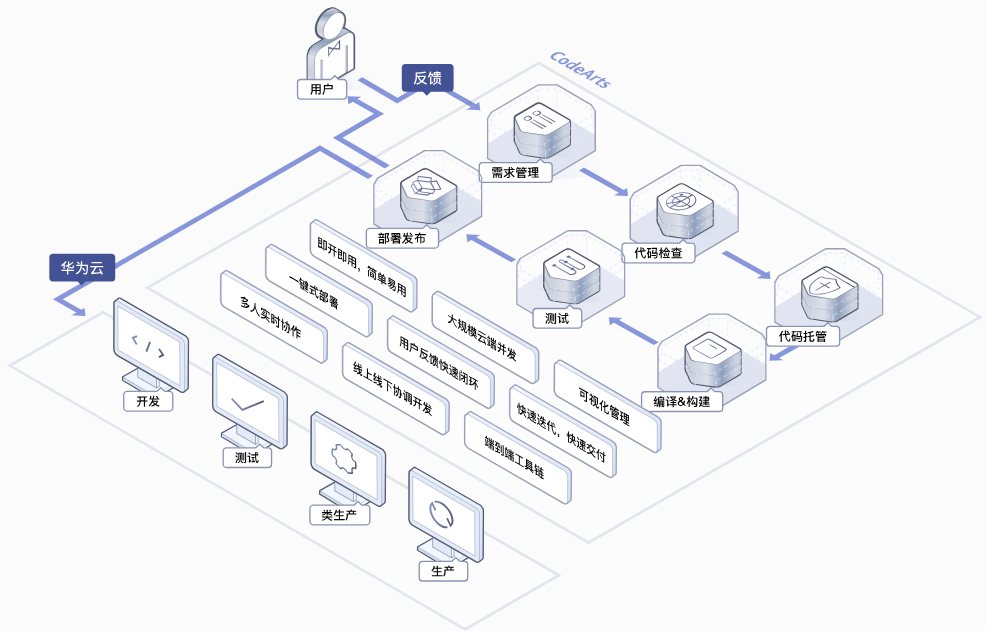 CodeArts
反馈
用户
需求管理
部署发布
代码检查
华为云
测试
代码托管
编译&构建
即开即用，简单易用
一键式部署
多人实时协作
大规模云端并发
用户反馈快速闭环
线上线下协调开发
可视化管理
快速迭代，快速交付
端到端工具链
开发
测试
类生产
生产